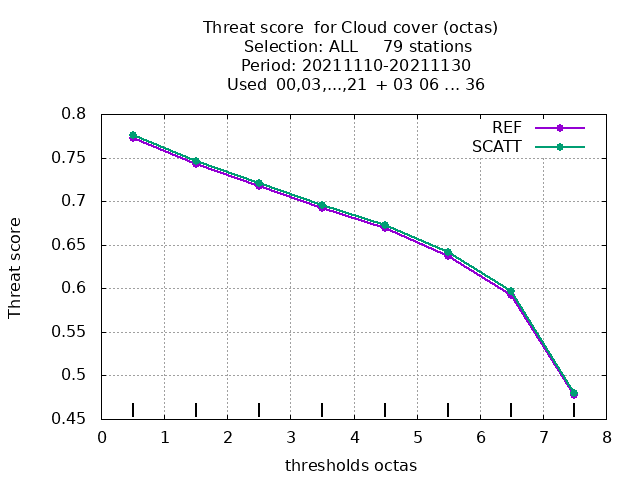 Threat score  for Cloud cover (octas)
Selection: ALL     79 stations
Period: 20211110-20211130
Used  00,03,...,21  + 03 06 ... 36
REF
SCATT
0.8
0.75
0.7
0.65
0.6
0.55
0.5
0.45
Threat score
0 1 2 3 4 5 6 7 8
thresholds octas